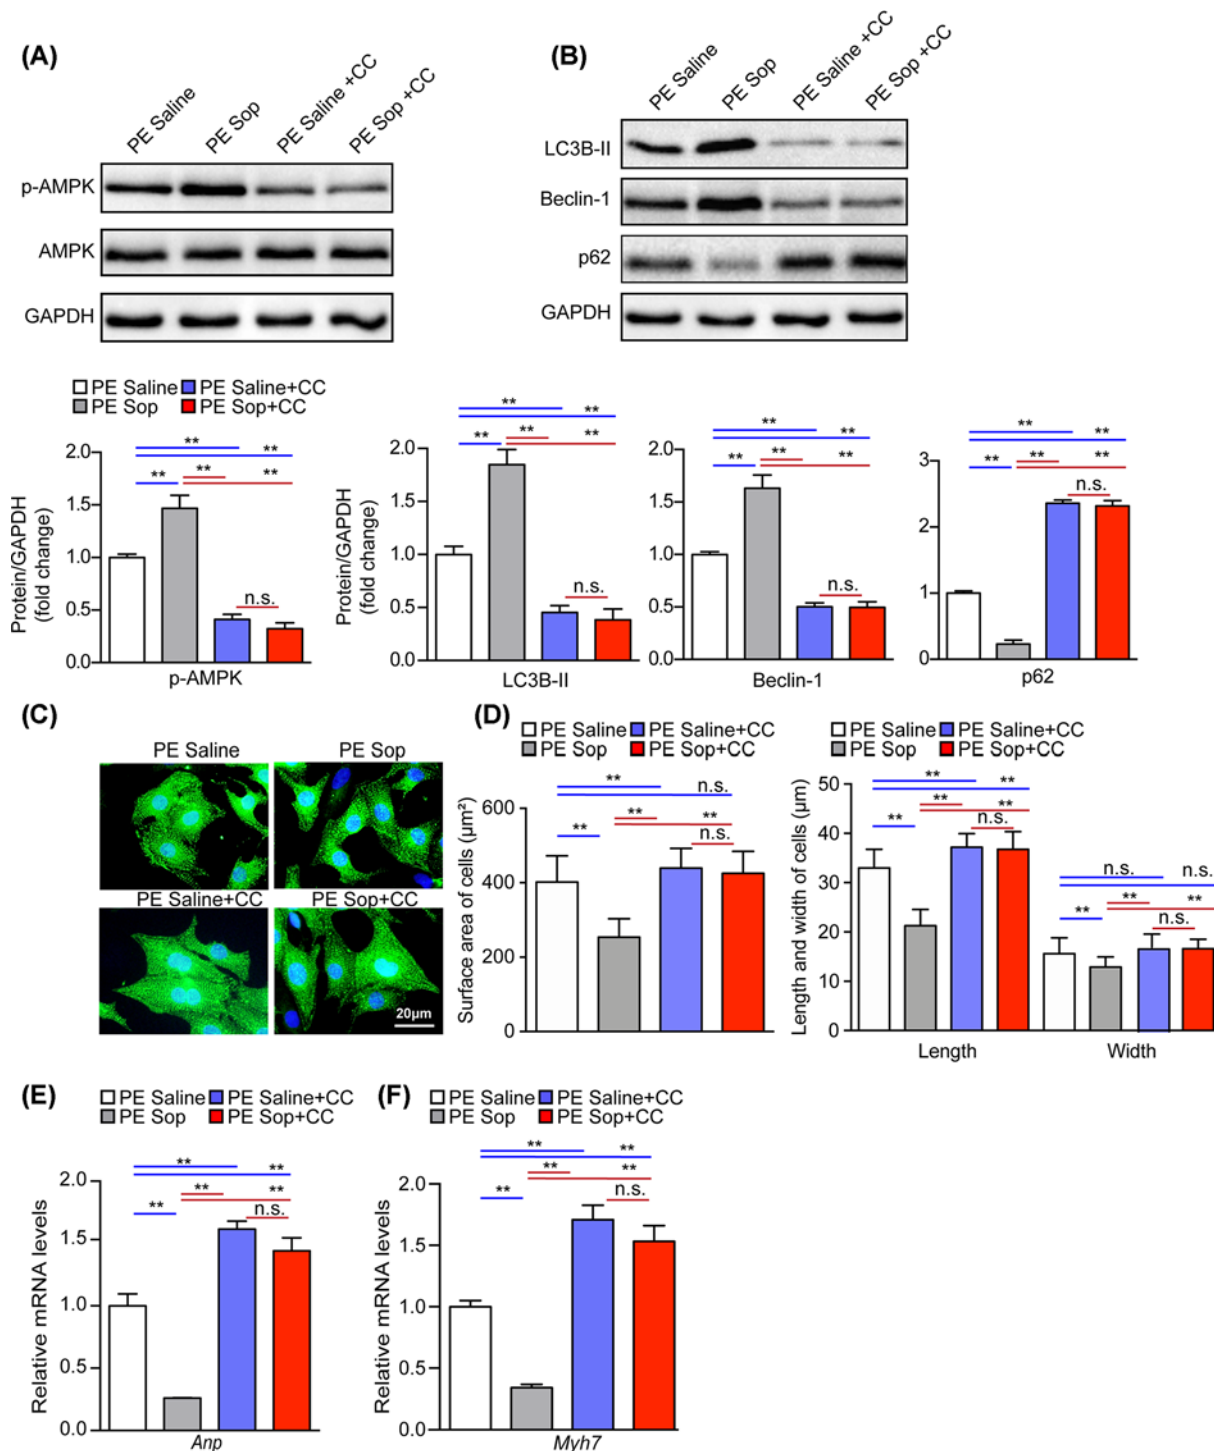 (A)
PE Saline
PE Sop
PE Saline +CC
PE Sop +CC
p-AMPK
AMPK
GAPDH
(B)
PE Saline
PE Sop
PE Saline +CC
PE Sop +CC
LC3B-II
Beclin-1
p62
GAPDH
PE Saline PE Saline+CC
PE Sop PE Sop+CC
Protein/GAPDH
(fold change)
2.0
1.5
1.0
0.5
0.0
** **
** ** **
n.s.
p-AMPK
Protein/GAPDH
(fold change)
2.0
1.5
1.0
0.5
0.0
** **
** ** **
n.s.
LC3B-II
2.0
1.5
1.0
0.5
0.0
** **
** ** **
n.s.
Beclin-1
3
2
1
0
** **
** ** **
n.s.
p62
(C)
PE Saline
PE Sop
PE Saline+CC
PE Sop+CC
20μm
(D)
PE Saline PE Saline+CC
PE Sop PE Sop+CC
Surface area of cells (μm²)
600
400
200
0
** n.s.
** ** **
n.s.
PE Saline PE Saline+CC
PE Sop PE Sop+CC
Length and width of cells (μm)
50
40
30
20
10
0
** **
** ** **
n.s.
n.s. n.s.
** ** **
n.s.
Length
Width
(E)
PE Saline PE Saline+CC
PE Sop PE Sop+CC
Relative mRNA levels
2.0
1.5
1.0
0.5
0.0
** **
** ** **
n.s.
Anp
(F)
PE Saline PE Saline+CC
PE Sop PE Sop+CC
Relative mRNA levels
2.0
1.5
1.0
0.5
0.0
** **
** ** **
n.s.
Myh7